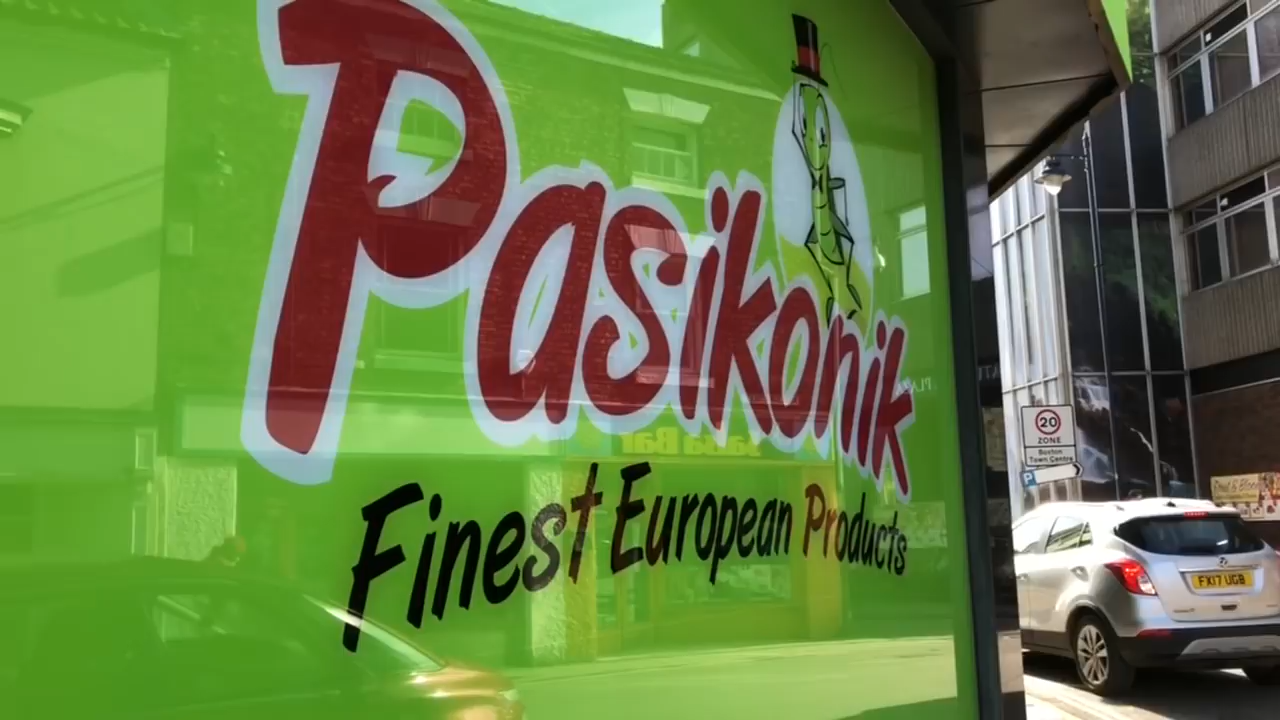 Pasikonik
Finest European Products
20
ZONE
Boston
Town Centre
P
FX17 UGB